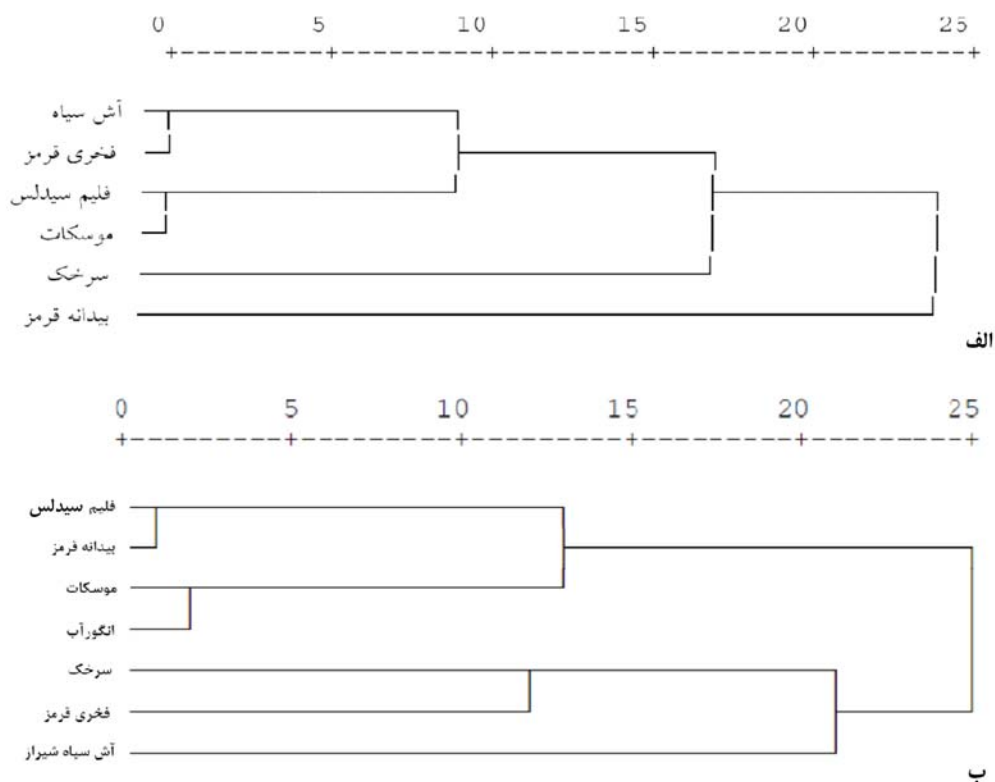 0 5 10 15 20 25
آش سیاه
فخری قرمز
فلیم سیدلس
موسکات
سرخک
بیدانه قرمز
الف
0 5 10 15 20 25
فلیم سیدلس
بیدانه قرمز
موسکات
انگورآب
سرخک
فخری قرمز
آش سیاه شیراز
ب